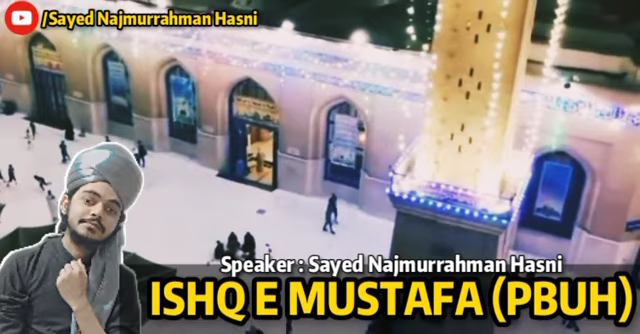 /Sayed Najmurrahman Hasni
Speaker : Sayed Najmurrahman Hasni
ISHQ E MUSTAFA (PBUH)